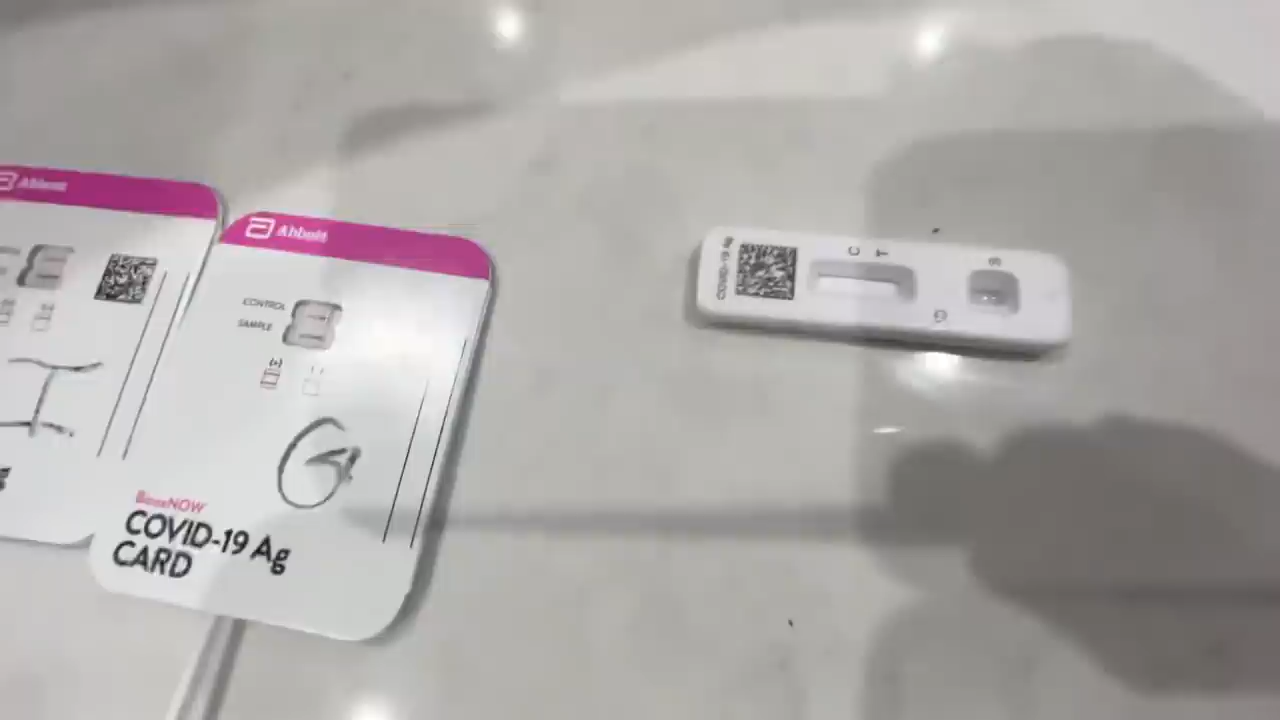 Abbott
I
Abbott
CONTROL
SAMPLE
(+)
G
BinaxNOW
COVID-19 Ag
CARD
COVID-19 Ag
C
T
S